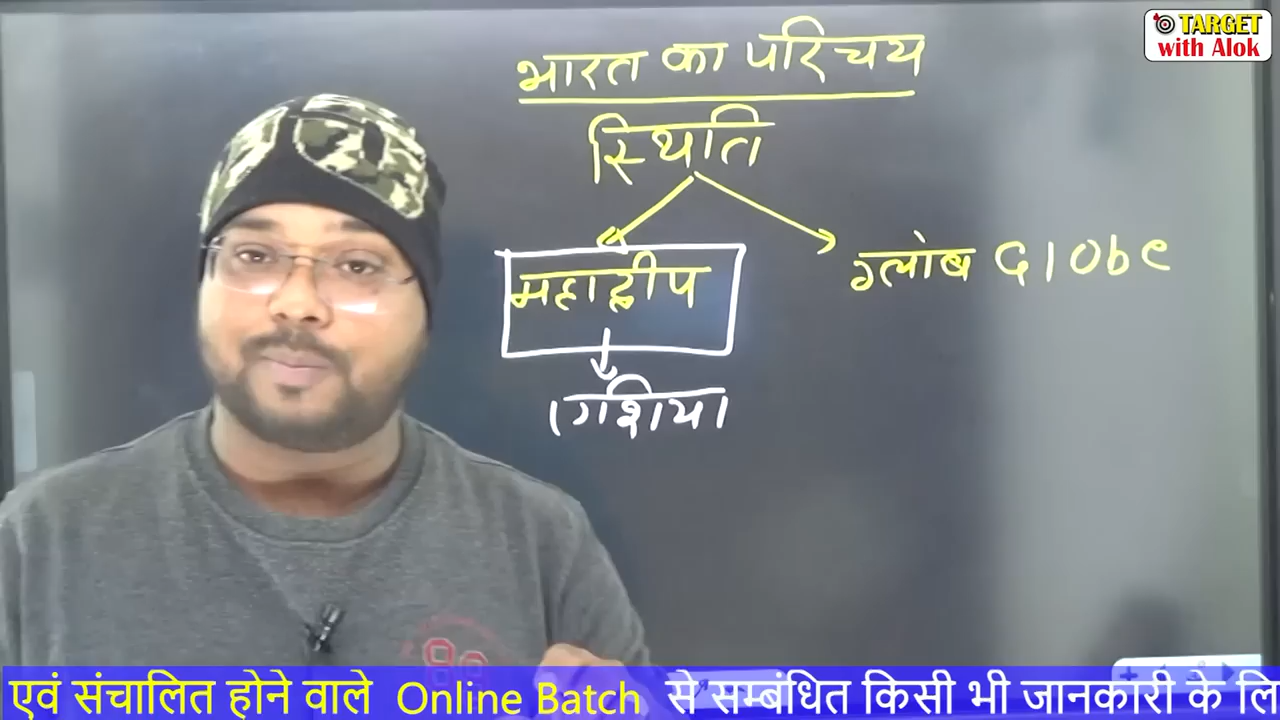 TARGET
with Alok
भारत का परिचय
स्थिति
महाद्वीप
ग्लोब Globe
एशिया
एवं संचालित होने वाले Online Batch से सम्बंधित किसी भी जानकारी के लि